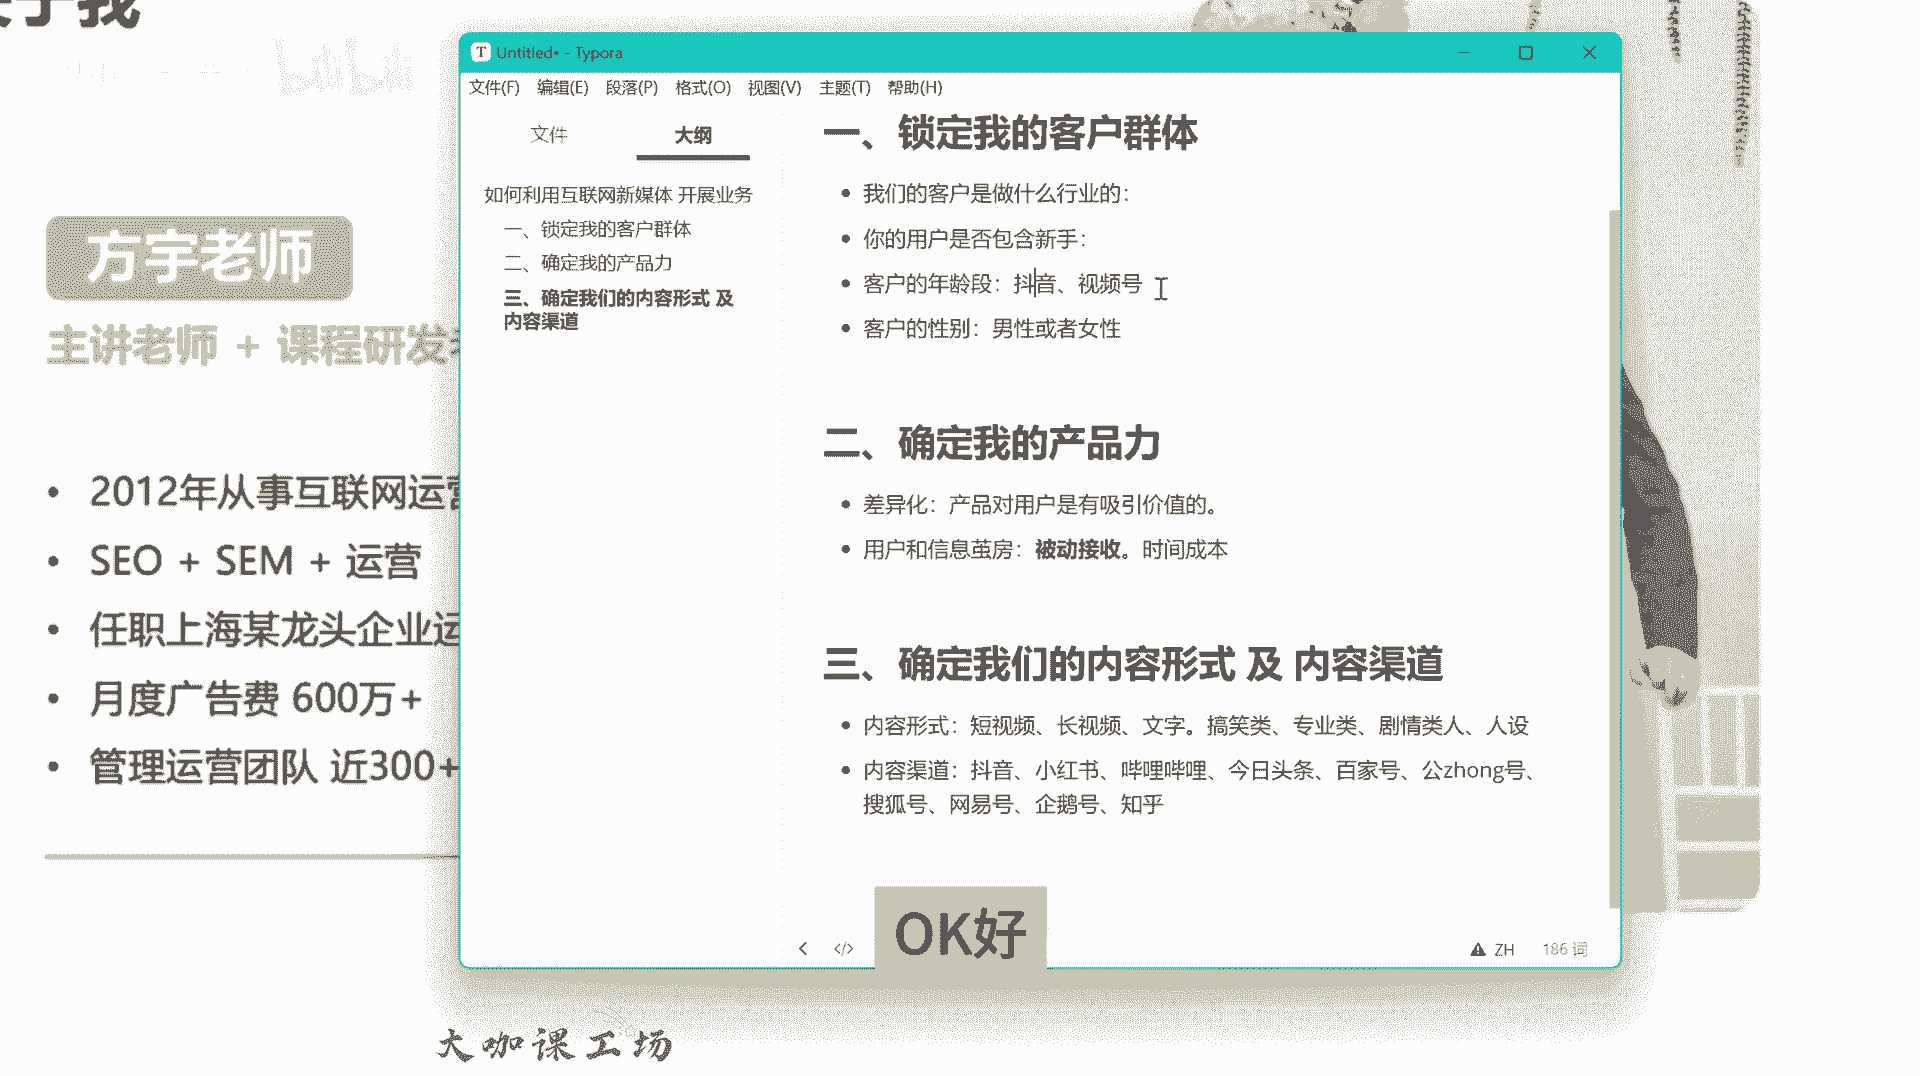 方宇老师
主讲老师 + 课程研发
• 2012年从事互联网运营
• SEO + SEM + 运营
• 任职上海某龙头企业运
• 月度广告费 600万+
• 管理运营团队 近300+
Untitled• - Typora
文件(F) 编辑(E) 段落(P) 格式(O) 视图(V) 主题(T) 帮助(H)
文件 大纲
如何利用互联网新媒体 开展业务
一、锁定我的客户群体
二、确定我的产品力
三、确定我们的内容形式 及
内容渠道
一、锁定我的客户群体
• 我们的客户是做什么行业的：
• 你的用户是否包含新手：
• 客户的年龄段：抖音、视频号
• 客户的性别：男性或者女性
二、确定我的产品力
• 差异化：产品对用户是有吸引价值的。
• 用户和信息茧房：被动接收。时间成本
三、确定我们的内容形式 及 内容渠道
• 内容形式：短视频、长视频、文字。搞笑类、专业类、剧情类人、人设
• 内容渠道：抖音、小红书、哔哩哔哩、今日头条、百家号、公zhong号、
搜狐号、网易号、企鹅号、知乎
ZH 186 词
OK好
大咖课工场